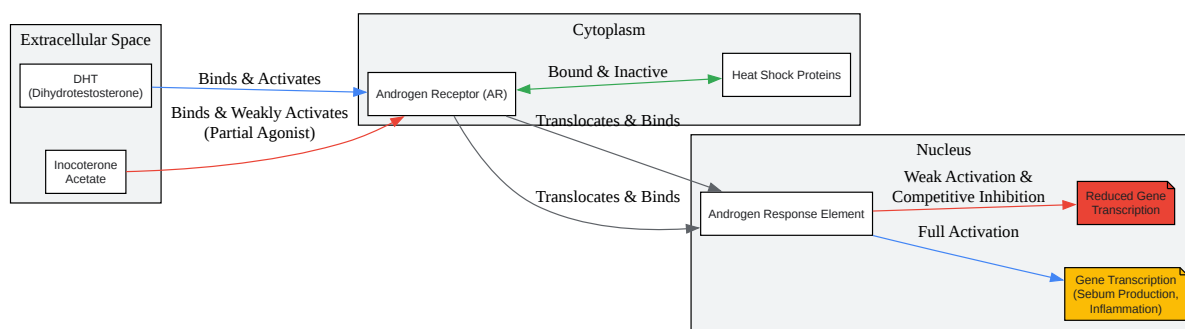 Extracellular Space
DHT
(Dihydrotestosterone)
Inocoterone
Acetate
Binds & Activates
Binds & Weakly Activates
(Partial Agonist)
Cytoplasm
Androgen Receptor (AR)
Bound & Inactive
Heat Shock Proteins
Translocates & Binds
Translocates & Binds
Nucleus
Androgen Response Element
Weak Activation &
Competitive Inhibition
Full Activation
Reduced Gene
Transcription
Gene Transcription
(Sebum Production,
Inflammation)